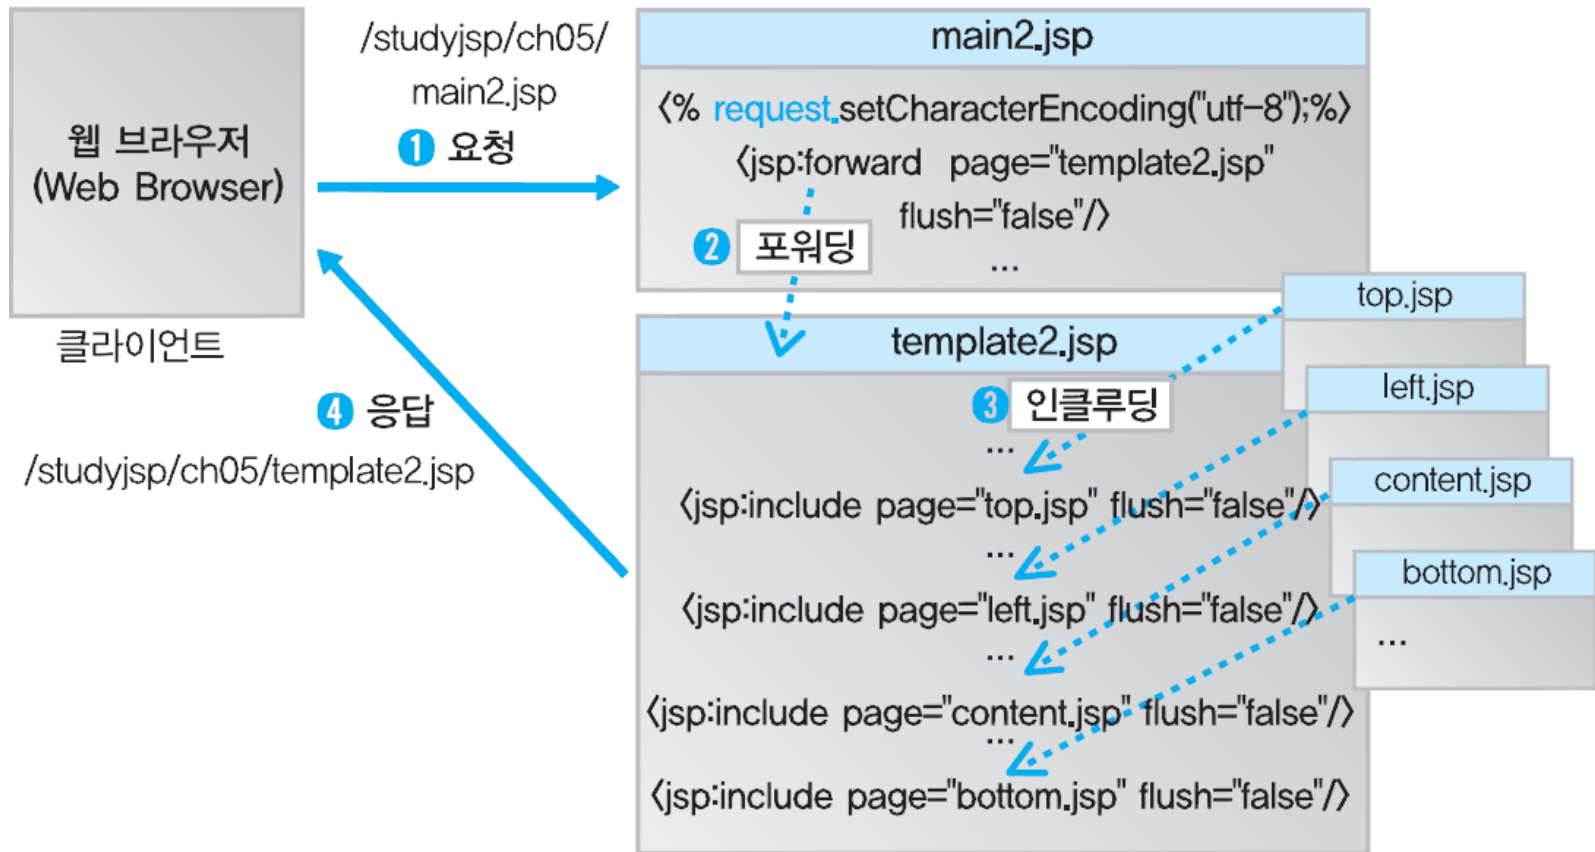 웹 브라우저
(Web Browser)
클라이언트
/studyjsp/ch05/
main2.jsp
1 요청
main2.jsp
<% request.setCharacterEncoding("utf-8");%>
<jsp:forward page="template2.jsp"
flush="false"/>
2 포워딩
...
template2.jsp
3 인클루딩
...
<jsp:include page="top.jsp" flush="false"/>
...
<jsp:include page="left.jsp" flush="false"/>
...
<jsp:include page="content.jsp" flush="false"/>
...
<jsp:include page="bottom.jsp" flush="false"/>
top.jsp
left.jsp
content.jsp
bottom.jsp
...
4 응답
/studyjsp/ch05/template2.jsp